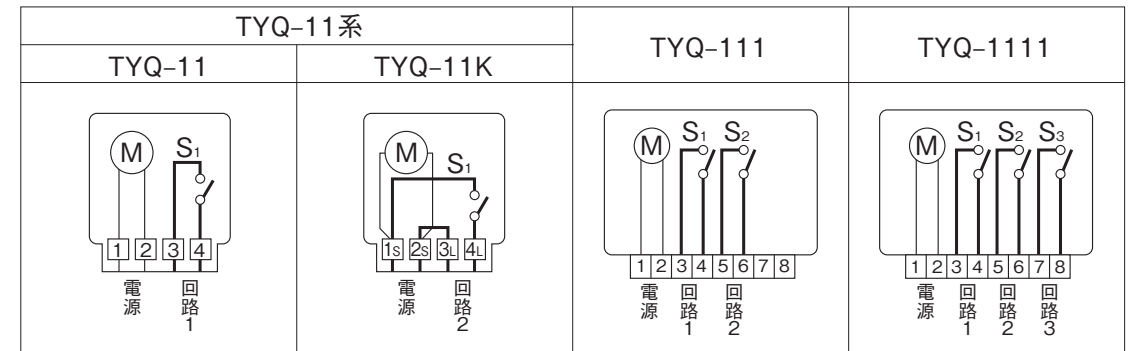 TYQ-11系
TYQ-11
TYQ-11K
TYQ-111
TYQ-1111
M
S1
1 2 3 4
電源
回路1
M
S1
1S 2S 3L 4L
電源
回路2
M
S1 S2
1 2 3 4 5 6 7 8
電源
回路1
回路2
M
S1 S2 S3
1 2 3 4 5 6 7 8
電源
回路1
回路2
回路3